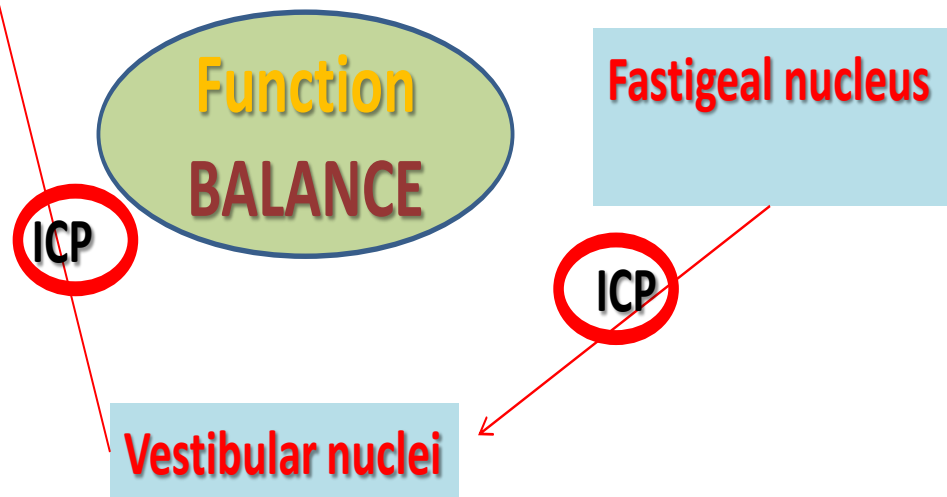 Function
BALANCE
Fastigeal nucleus
ICP
ICP
Vestibular nuclei